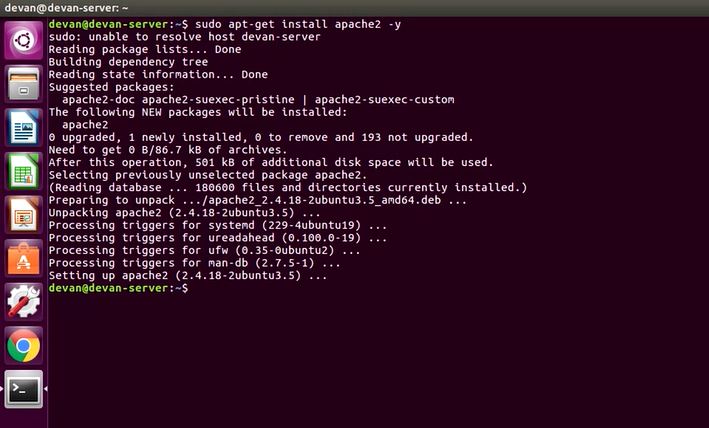 devan@devan-server: ~
devan@devan-server:~$ sudo apt-get install apache2 -y
sudo: unable to resolve host devan-server
Reading package lists... Done
Building dependency tree
Reading state information... Done
Suggested packages:
  apache2-doc apache2-suexec-pristine | apache2-suexec-custom
The following NEW packages will be installed:
  apache2
0 upgraded, 1 newly installed, 0 to remove and 193 not upgraded.
Need to get 0 B/86.7 kB of archives.
After this operation, 501 kB of additional disk space will be used.
Selecting previously unselected package apache2.
(Reading database ... 180600 files and directories currently installed.)
Preparing to unpack .../apache2_2.4.18-2ubuntu3.5_amd64.deb ...
Unpacking apache2 (2.4.18-2ubuntu3.5) ...
Processing triggers for systemd (229-4ubuntu19) ...
Processing triggers for ureadahead (0.100.0-19) ...
Processing triggers for ufw (0.35-0ubuntu2) ...
Processing triggers for man-db (2.7.5-1) ...
Setting up apache2 (2.4.18-2ubuntu3.5) ...
devan@devan-server:~$